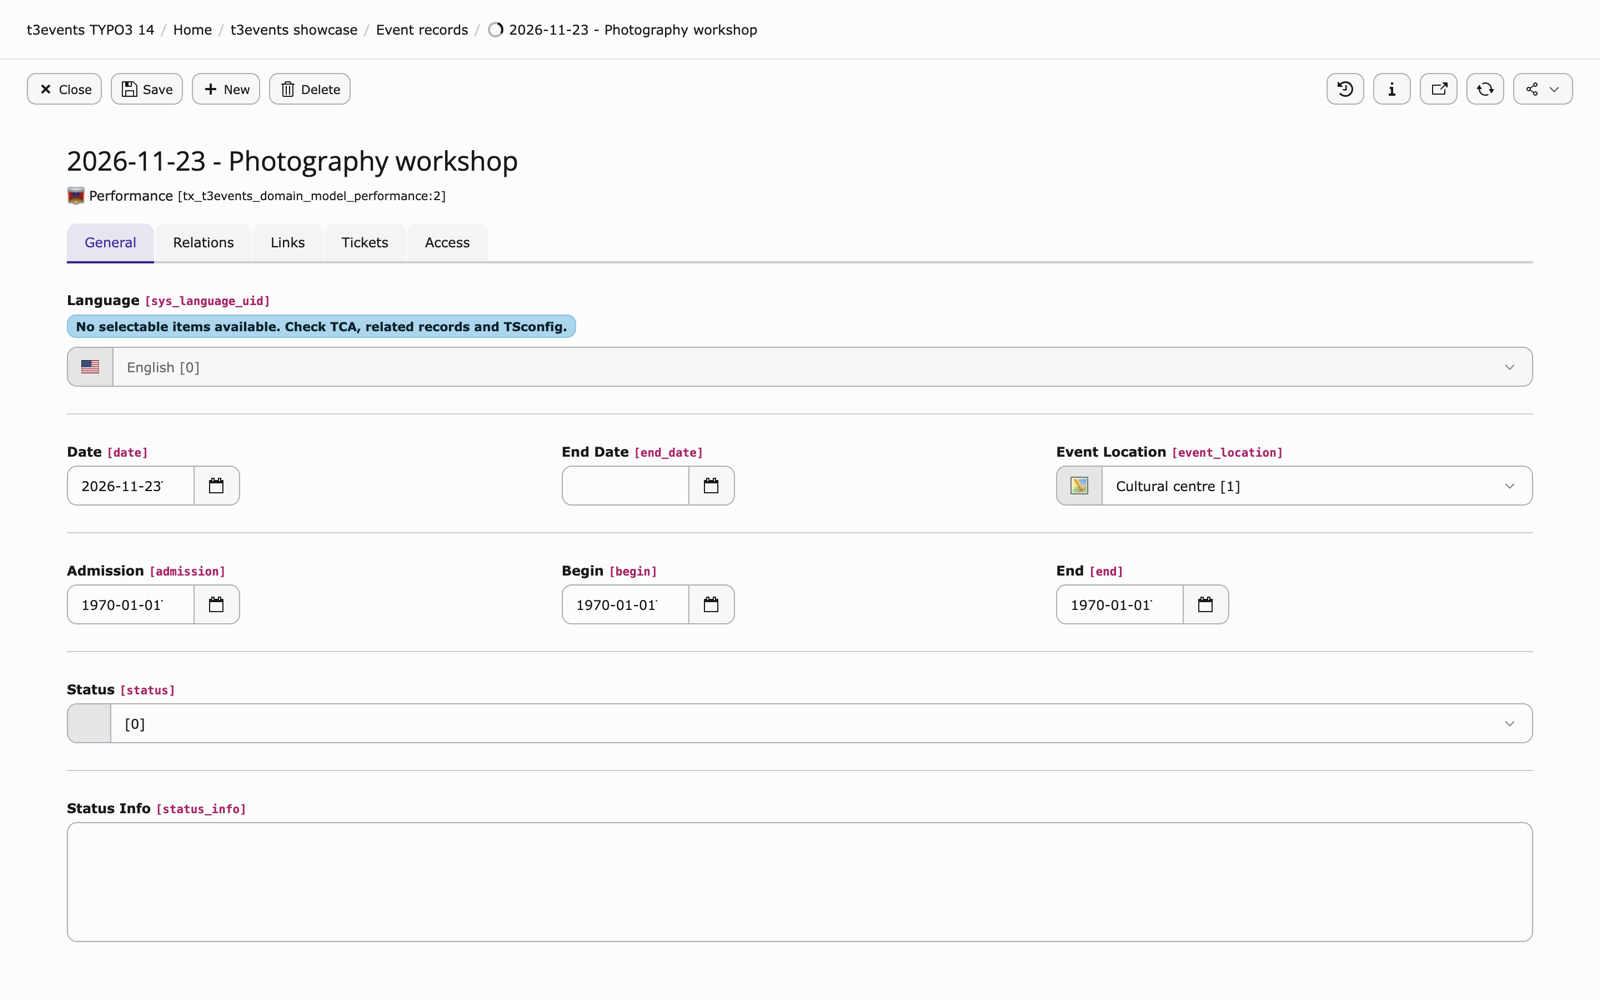 t3events TYPO3 14 / Home / t3events showcase / Event records / 2026-11-23 - Photography workshop
Close Save New Delete
2026-11-23 - Photography workshop
Performance [tx_t3events_domain_model_performance:2]
General Relations Links Tickets Access
Language [sys_language_uid]
No selectable items available. Check TCA, related records and TSconfig.
English [0]
Date [date] End Date [end_date] Event Location [event_location]
2026-11-23 Cultural centre [1]
Admission [admission] Begin [begin] End [end]
1970-01-01 1970-01-01 1970-01-01
Status [status]
[0]
Status Info [status_info]